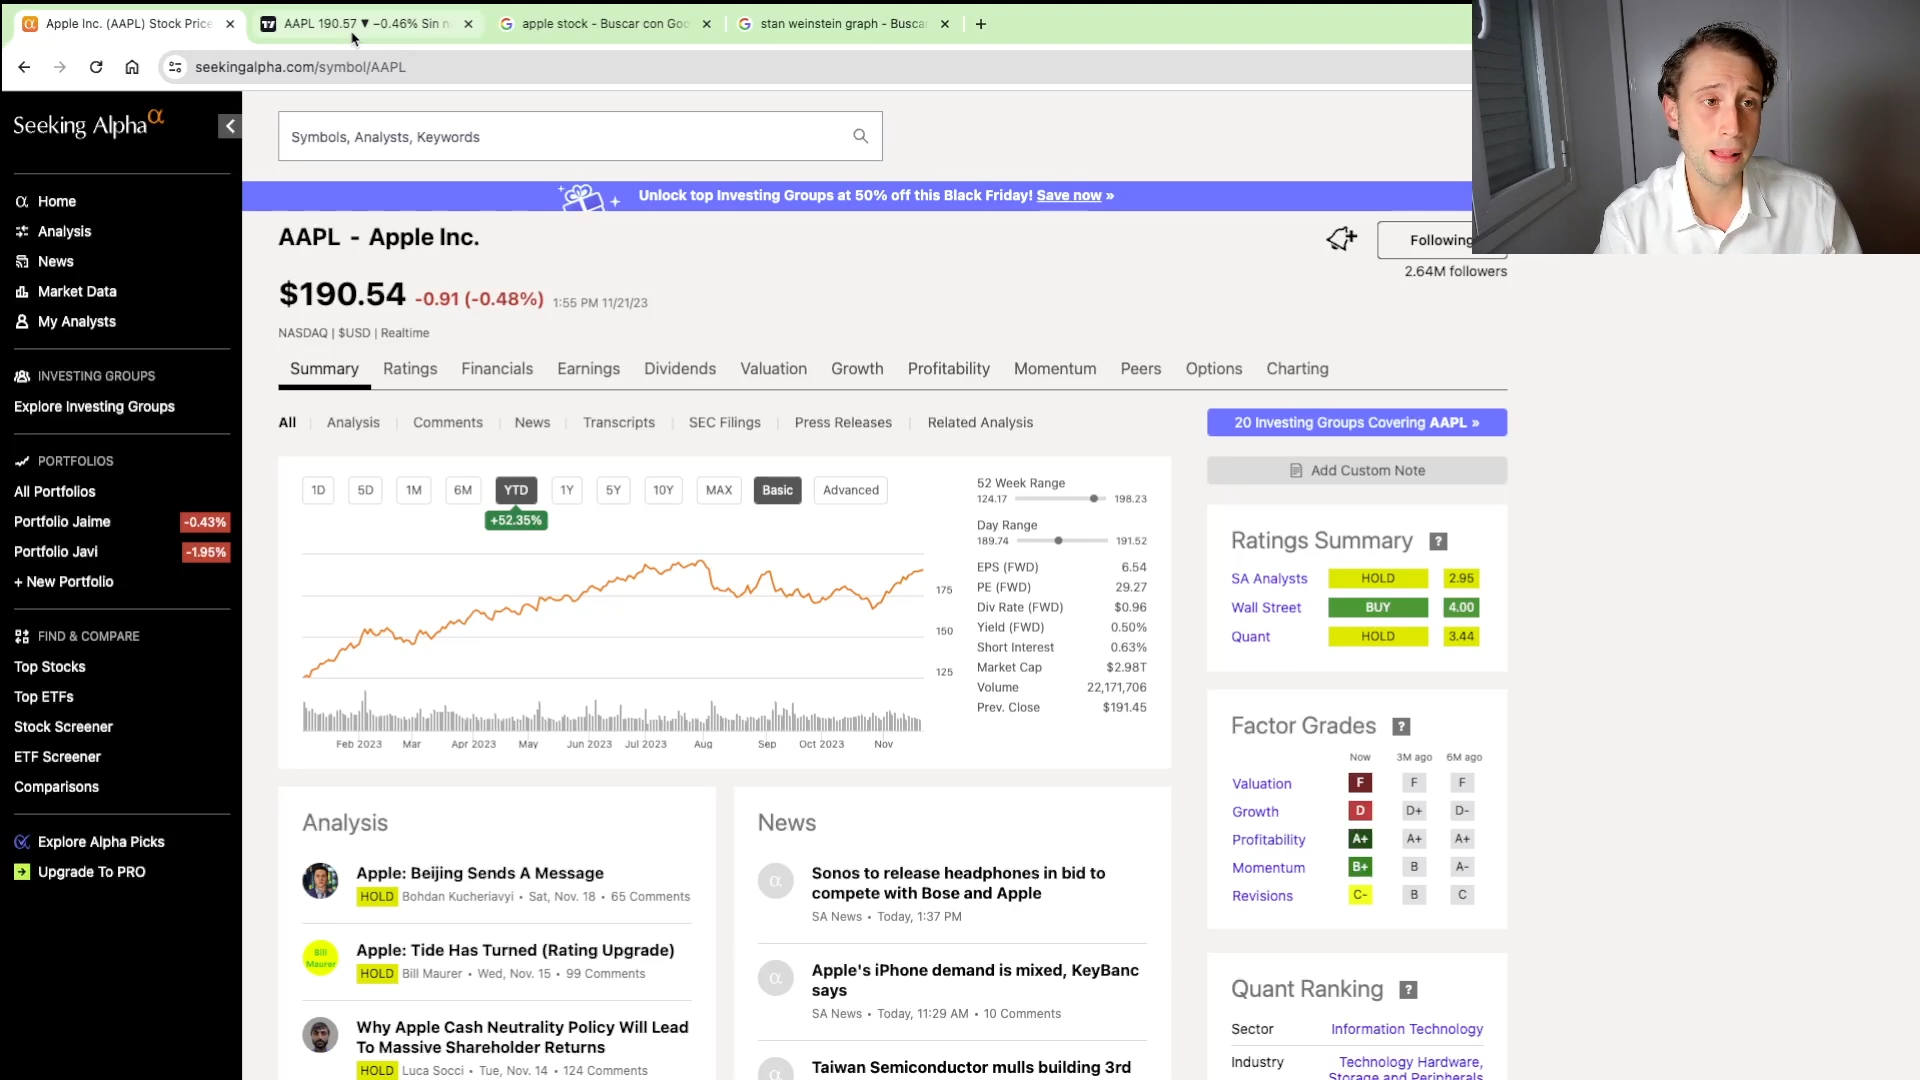 Apple Inc. (AAPL) Stock Price
AAPL 190.57 ▼ −0.46% Sin n
apple stock - Buscar con Goo
stan weinstein graph - Busca
seekingalpha.com/symbol/AAPL
Seeking Alpha α
Symbols, Analysts, Keywords
Unlock top Investing Groups at 50% off this Black Friday! Save now »
Home
Analysis
News
Market Data
My Analysts
INVESTING GROUPS
Explore Investing Groups
PORTFOLIOS
All Portfolios
Portfolio Jaime -0.43%
Portfolio Javi -1.95%
+ New Portfolio
FIND & COMPARE
Top Stocks
Top ETFs
Stock Screener
ETF Screener
Comparisons
Explore Alpha Picks
Upgrade To PRO
AAPL - Apple Inc.
Following
2.64M followers
$190.54 -0.91 (-0.48%) 1:55 PM 11/21/23
NASDAQ | $USD | Realtime
Summary Ratings Financials Earnings Dividends Valuation Growth Profitability Momentum Peers Options Charting
All | Analysis | Comments | News | Transcripts | SEC Filings | Press Releases | Related Analysis
1D 5D 1M 6M YTD 1Y 5Y 10Y MAX Basic Advanced
+52.35%
175
150
125
Feb 2023 Mar Apr 2023 May Jun 2023 Jul 2023 Aug Sep Oct 2023 Nov
52 Week Range
124.17 198.23
Day Range
189.74 191.52
EPS (FWD) 6.54
PE (FWD) 29.27
Div Rate (FWD) $0.96
Yield (FWD) 0.50%
Short Interest 0.63%
Market Cap $2.98T
Volume 22,171,706
Prev. Close $191.45
Analysis
Apple: Beijing Sends A Message
HOLD Bohdan Kucheriavyi • Sat, Nov. 18 • 65 Comments
Bill
Maurer
Apple: Tide Has Turned (Rating Upgrade)
HOLD Bill Maurer • Wed, Nov. 15 • 99 Comments
Why Apple Cash Neutrality Policy Will Lead
To Massive Shareholder Returns
HOLD Luca Socci • Tue, Nov. 14 • 124 Comments
News
α
Sonos to release headphones in bid to
compete with Bose and Apple
SA News • Today, 1:37 PM
α
Apple's iPhone demand is mixed, KeyBanc
says
SA News • Today, 11:29 AM • 10 Comments
α
Taiwan Semiconductor mulls building 3rd
20 Investing Groups Covering AAPL »
Add Custom Note
Ratings Summary ?
SA Analysts HOLD 2.95
Wall Street BUY 4.00
Quant HOLD 3.44
Factor Grades ?
Now 3M ago 6M ago
Valuation F F F
Growth D D+ D-
Profitability A+ A+ A+
Momentum B+ B A-
Revisions C- B C
Quant Ranking ?
Sector Information Technology
Industry Technology Hardware,
Storage and Peripherals